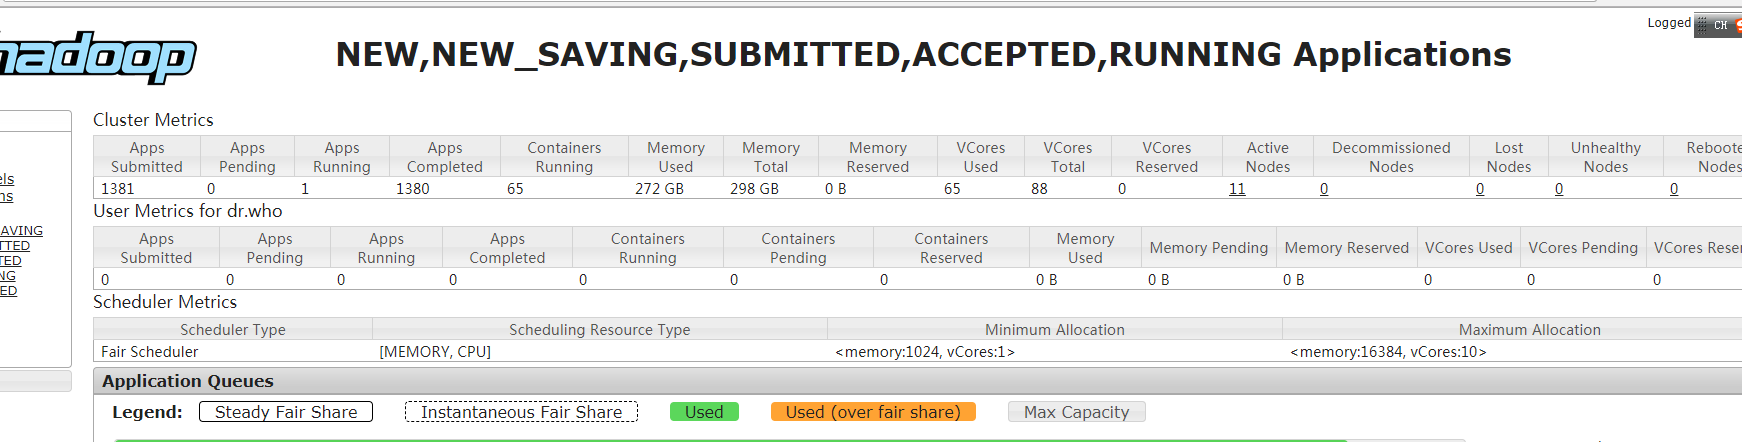 Logged CH
hadoop
NEW,NEW_SAVING,SUBMITTED,ACCEPTED,RUNNING Applications
Cluster Metrics
Apps Submitted Apps Pending Apps Running Apps Completed Containers Running Memory Used Memory Total Memory Reserved VCores Used VCores Total VCores Reserved Active Nodes Decommissioned Nodes Lost Nodes Unhealthy Nodes Reboote Nodes
1381 0 1 1380 65 272 GB 298 GB 0 B 65 88 0 11 0 0 0 0
User Metrics for dr.who
Apps Submitted Apps Pending Apps Running Apps Completed Containers Running Containers Pending Containers Reserved Memory Used Memory Pending Memory Reserved VCores Used VCores Pending VCores Reser
0 0 0 0 0 0 0 0 B 0 B 0 B 0 0 0
Scheduler Metrics
Scheduler Type Scheduling Resource Type Minimum Allocation Maximum Allocation
Fair Scheduler [MEMORY, CPU] <memory:1024, vCores:1> <memory:16384, vCores:10>
Application Queues
Legend: Steady Fair Share Instantaneous Fair Share Used Used (over fair share) Max Capacity
els
ns
AVING
TTED
TED
NG
ED